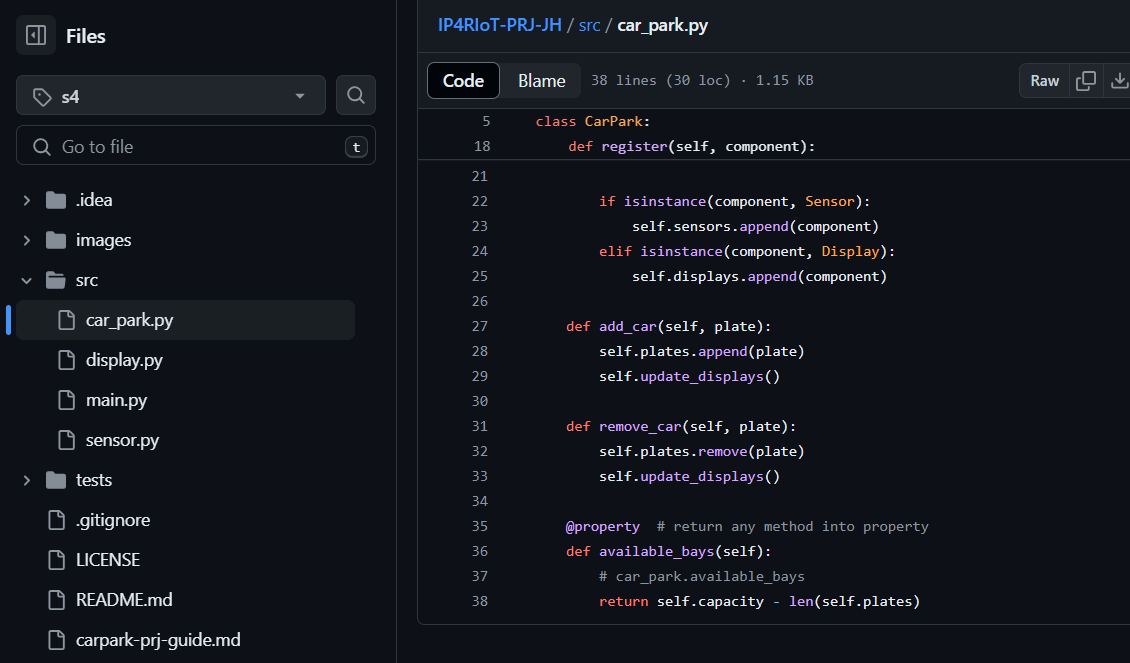 Files
s4
Go to file
t
.idea
images
src
car_park.py
display.py
main.py
sensor.py
tests
.gitignore
LICENSE
README.md
carpark-prj-guide.md
IP4RIoT-PRJ-JH / src / car_park.py
Code Blame 38 lines (30 loc) · 1.15 KB Raw
5 class CarPark:
18 def register(self, component):
21
22 if isinstance(component, Sensor):
23 self.sensors.append(component)
24 elif isinstance(component, Display):
25 self.displays.append(component)
26
27 def add_car(self, plate):
28 self.plates.append(plate)
29 self.update_displays()
30
31 def remove_car(self, plate):
32 self.plates.remove(plate)
33 self.update_displays()
34
35 @property # return any method into property
36 def available_bays(self):
37 # car_park.available_bays
38 return self.capacity - len(self.plates)